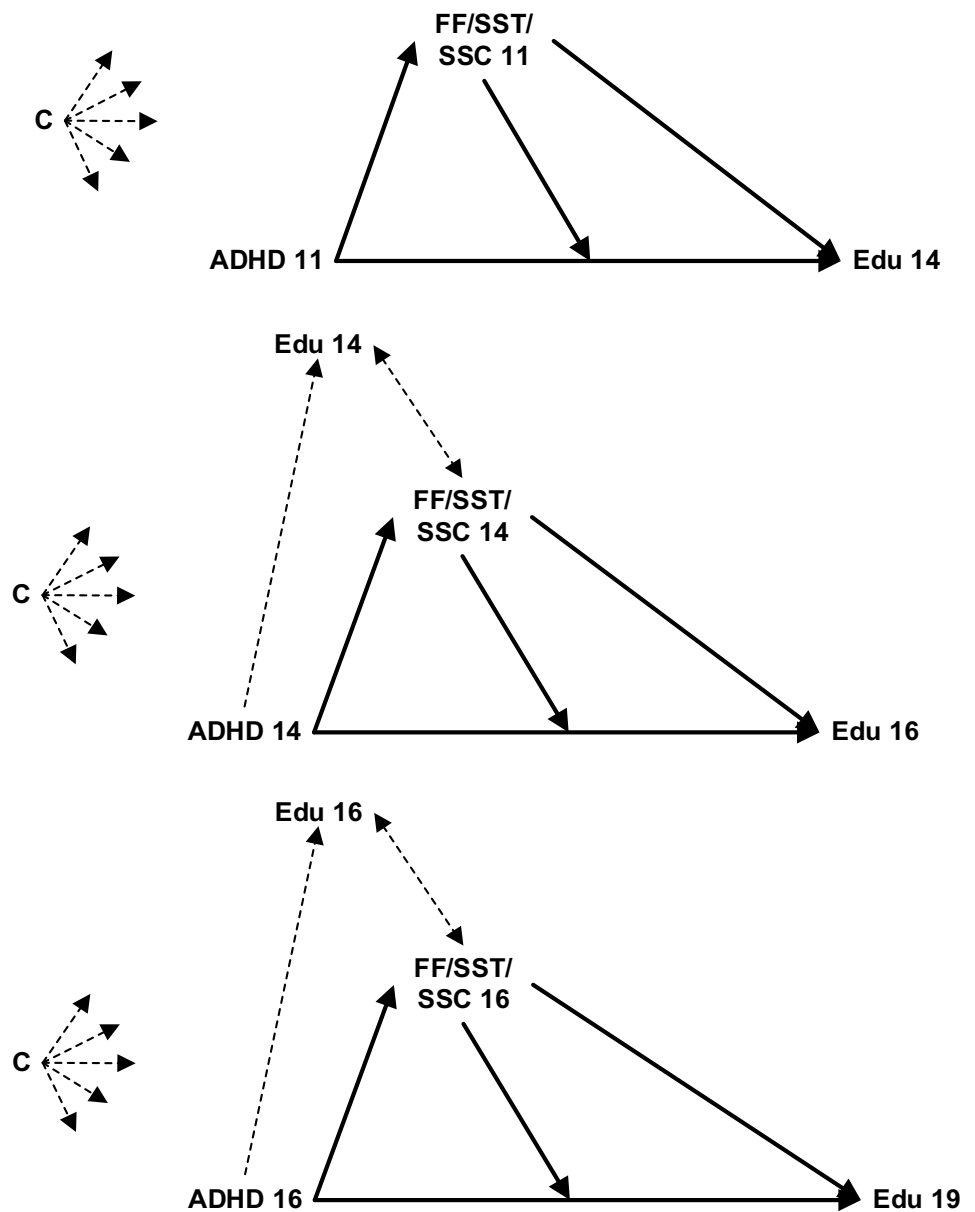 FF/SST/
SSC 11
C
ADHD 11
Edu 14
Edu 14
FF/SST/
SSC 14
C
ADHD 14
Edu 16
Edu 16
FF/SST/
SSC 16
C
ADHD 16
Edu 19